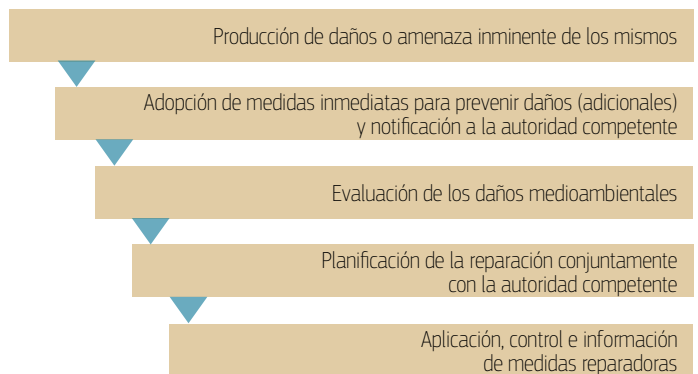 Producción de daños o amenaza inminente de los mismos
Adopción de medidas inmediatas para prevenir daños (adicionales)
y notificación a la autoridad competente
Evaluación de los daños medioambientales
Planificación de la reparación conjuntamente
con la autoridad competente
Aplicación, control e información
de medidas reparadoras